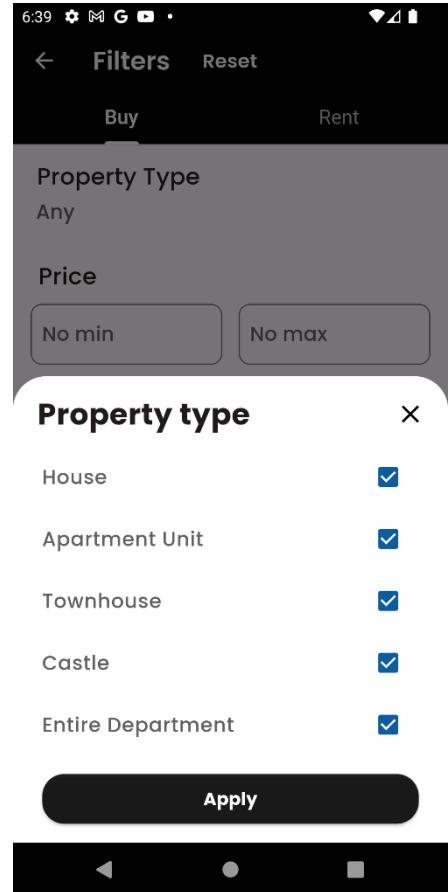 6:39
Filters Reset
Buy Rent
Property Type
Any
Price
No min No max
Property type
House
Apartment Unit
Townhouse
Castle
Entire Department
Apply